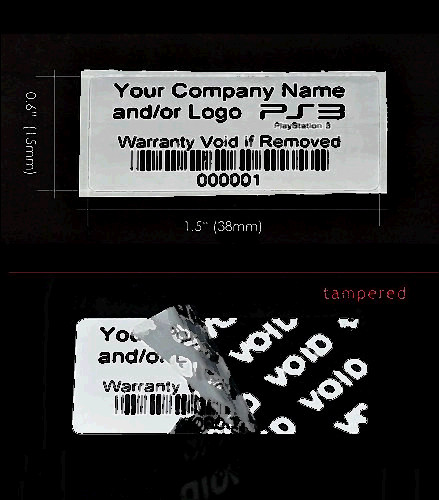 Your Company Name
and/or Logo PS3
PlayStation 3
Warranty Void if Removed
000001
0.6" (15mm)
1.5" (38mm)
tampered
You
and/o
Warranty
VOID
VOID
VOID
VOID